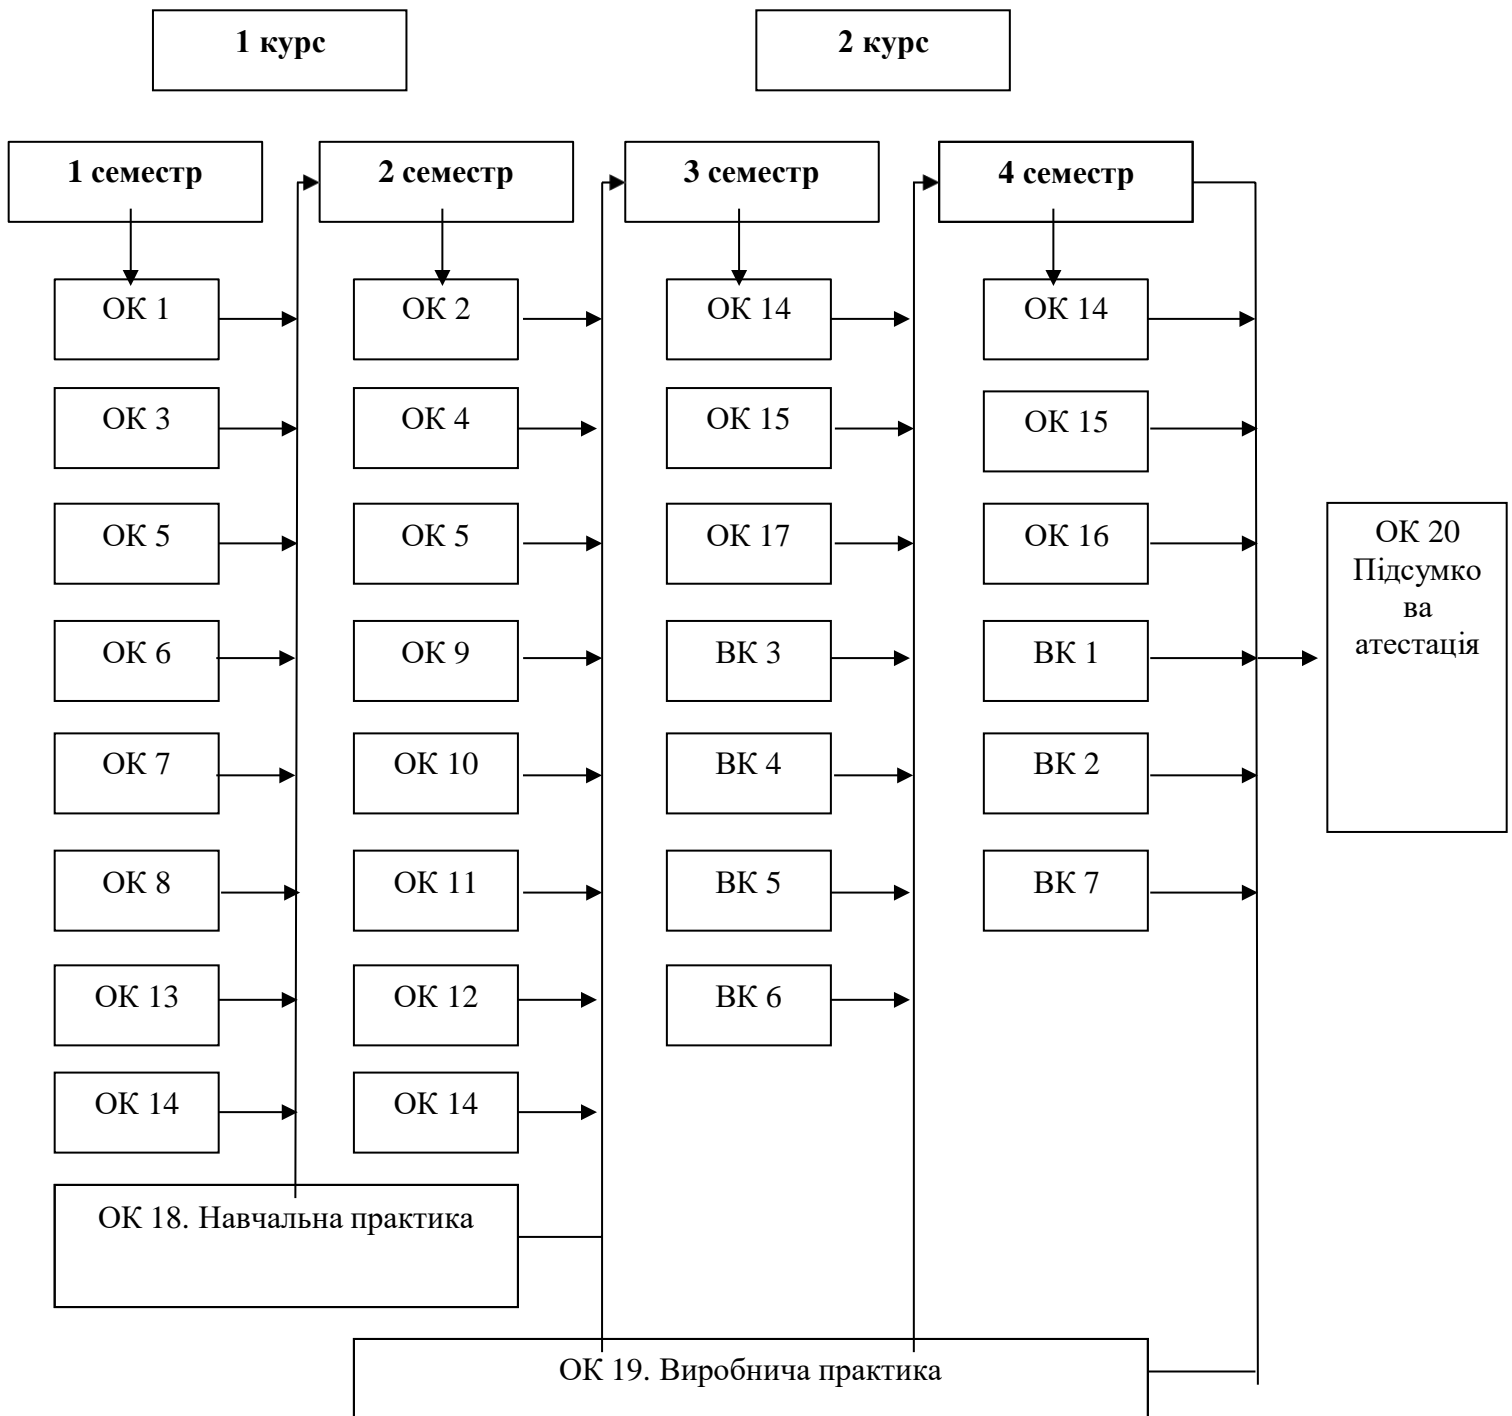 1 курс
2 курс
1 семестр
2 семестр
3 семестр
4 семестр
ОК 1
ОК 2
ОК 14
ОК 14
ОК 3
ОК 4
ОК 15
ОК 15
ОК 5
ОК 5
ОК 17
ОК 16
ОК 20
Підсумко
ва
атестація
ОК 6
ОК 9
ВК 3
ВК 1
ОК 7
ОК 10
ВК 4
ВК 2
ОК 8
ОК 11
ВК 5
ВК 7
ОК 13
ОК 12
ВК 6
ОК 14
ОК 14
ОК 18. Навчальна практика
ОК 19. Виробнича практика